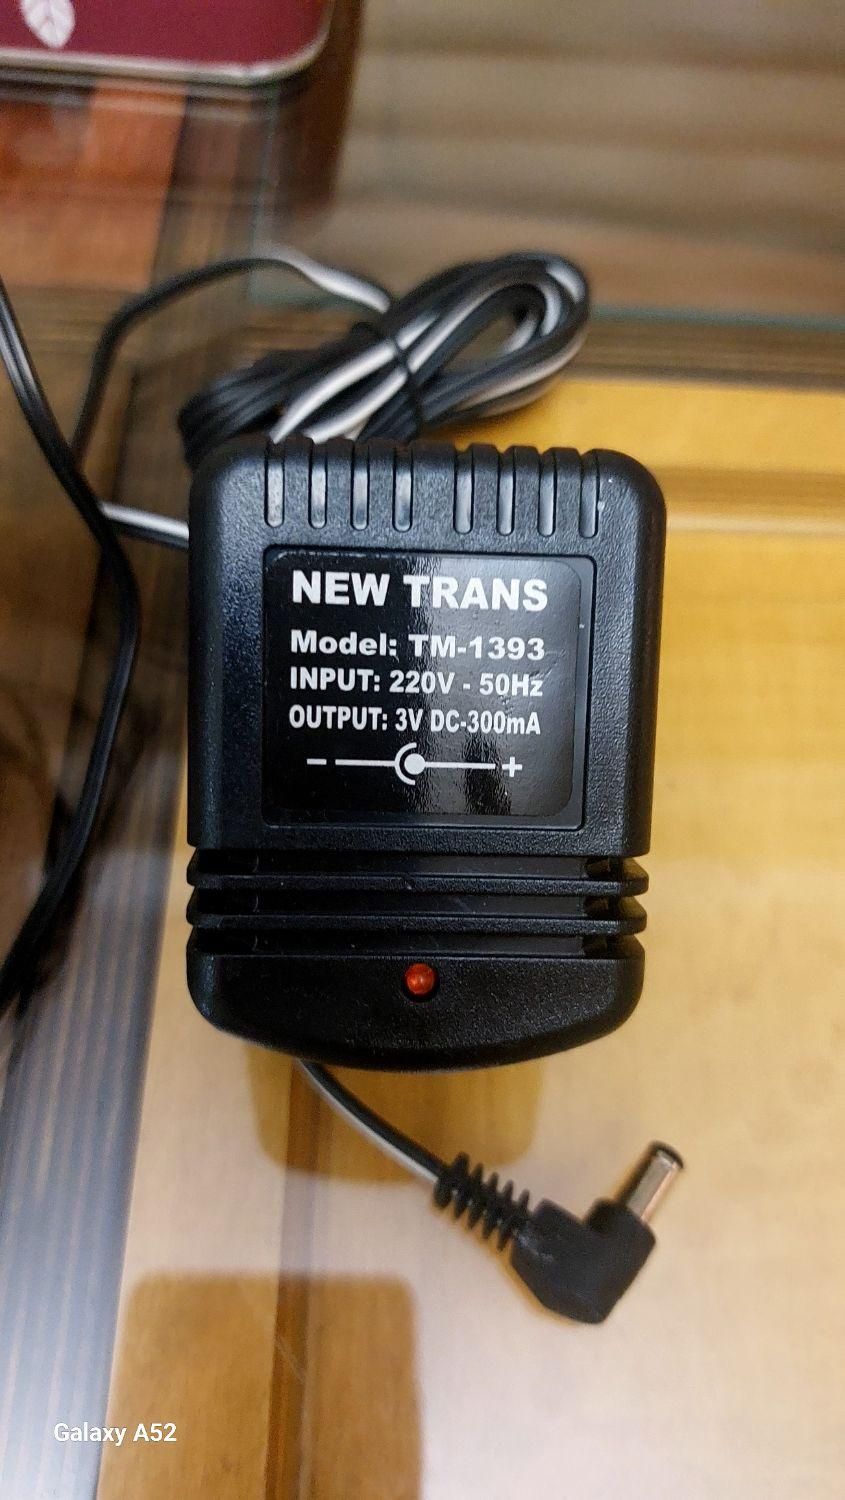 NEW TRANS
Model: TM-1393
INPUT: 220V - 50Hz
OUTPUT: 3V DC-300mA
- +
Galaxy A52